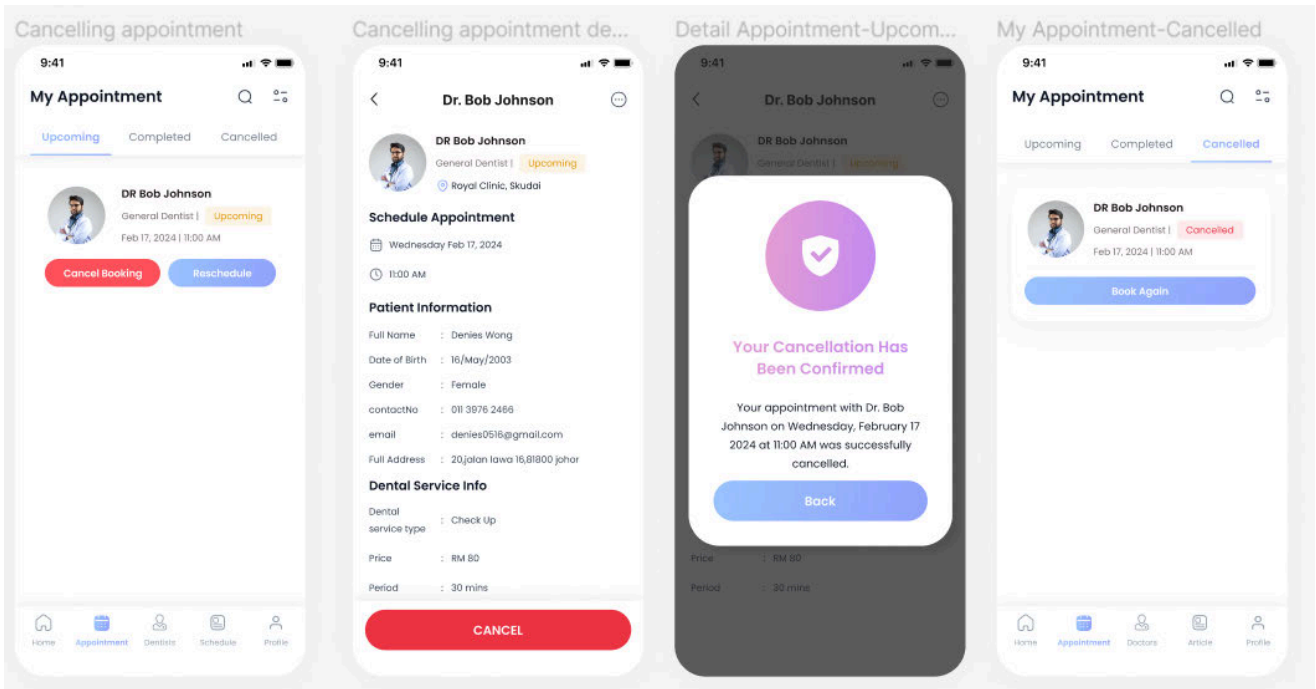 Cancelling appointment
9:41
My Appointment
Upcoming Completed Cancelled
DR Bob Johnson
General Dentist | Upcoming
Feb 17, 2024 | 11:00 AM
Cancel Booking Reschedule
Home Appointment Dentists Schedule Profile
Cancelling appointment de...
9:41
Dr. Bob Johnson
DR Bob Johnson
General Dentist | Upcoming
Royal Clinic, Skudai
Schedule Appointment
Wednesday Feb 17, 2024
11:00 AM
Patient Information
Full Name : Denies Wong
Date of Birth : 16/May/2003
Gender : Female
contactNo : 011 3976 2466
email : denies0516@gmail.com
Full Address : 20,jalan lawa 16,81800 johor
Dental Service Info
Dental
service type : Check Up
Price : RM 80
Period : 30 mins
CANCEL
Detail Appointment-Upcom...
9:41
Dr. Bob Johnson
DR Bob Johnson
General Dentist | Upcoming
Your Cancellation Has
Been Confirmed
Your appointment with Dr. Bob
Johnson on Wednesday, February 17
2024 at 11:00 AM was successfully
cancelled.
Back
Price : RM 80
Period : 30 mins
My Appointment-Cancelled
9:41
My Appointment
Upcoming Completed Cancelled
DR Bob Johnson
General Dentist | Cancelled
Feb 17, 2024 | 11:00 AM
Book Again
Home Appointment Doctors Article Profile